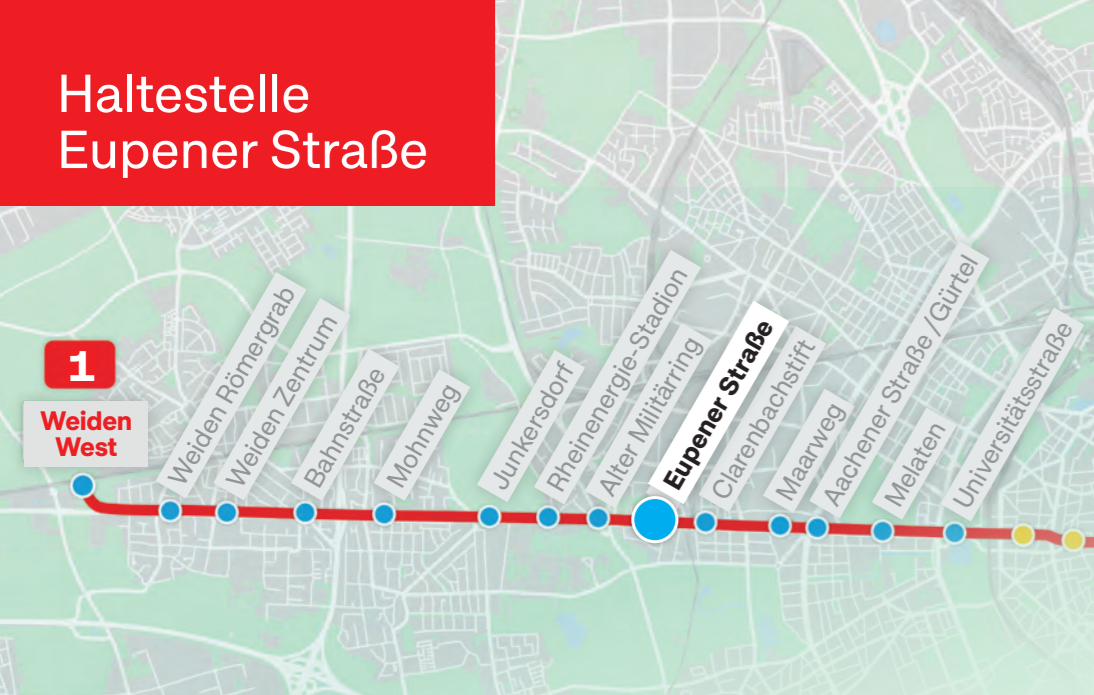 Haltestelle
Eupener Straße
1
Weiden
West
Weiden Römergrab
Weiden Zentrum
Bahnstraße
Mohnweg
Junkersdorf
Rheinenergie-Stadion
Alter Militärring
Eupener Straße
Clarenbachstift
Maarweg
Aachener Straße/Gürtel
Melaten
Universitätsstraße